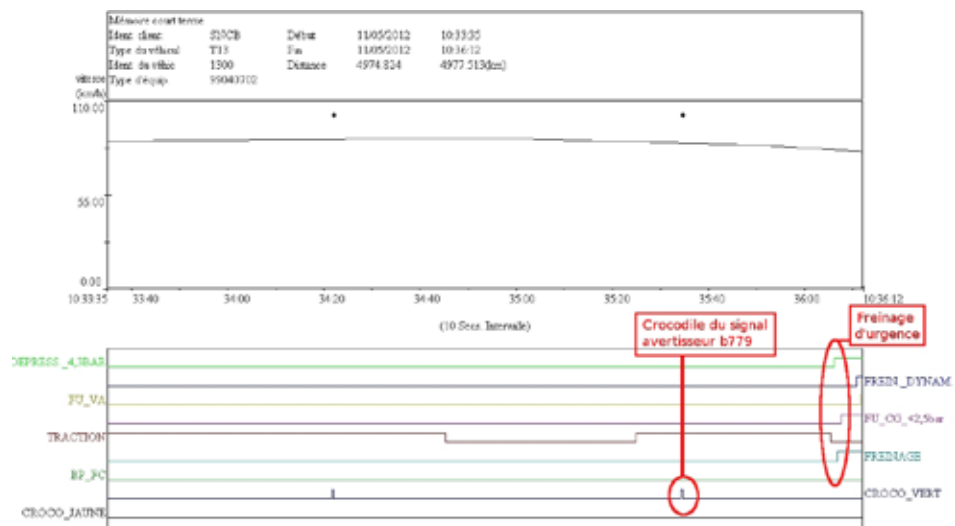 Mémoire court terme
Ident. client SNCB Début 11/05/2012 10:33:35
Type du véhicul T13 Fin 11/05/2012 10:36:12
Ident. du véhic 1300 Distance 4974.824 4977.513(km)
Type d'équip. 99040702
vitesse
(km/h)
110.00
55.00
0.00
10:33:35 33:40 34:00 34:20 34:40 35:00 35:20 35:40 36:00 10:36:12
(10 Secs. Intervalle)
Crocodile du signal
avertisseur b779
Freinage
d'urgence
DEPRESS_4,3BAR
FREIN_DYNAM.
FU_VA
FU_CG_<2,5bar
TRACTION
FREINAGE
BP_FC
CROCO_VERT
CROCO_JAUNE